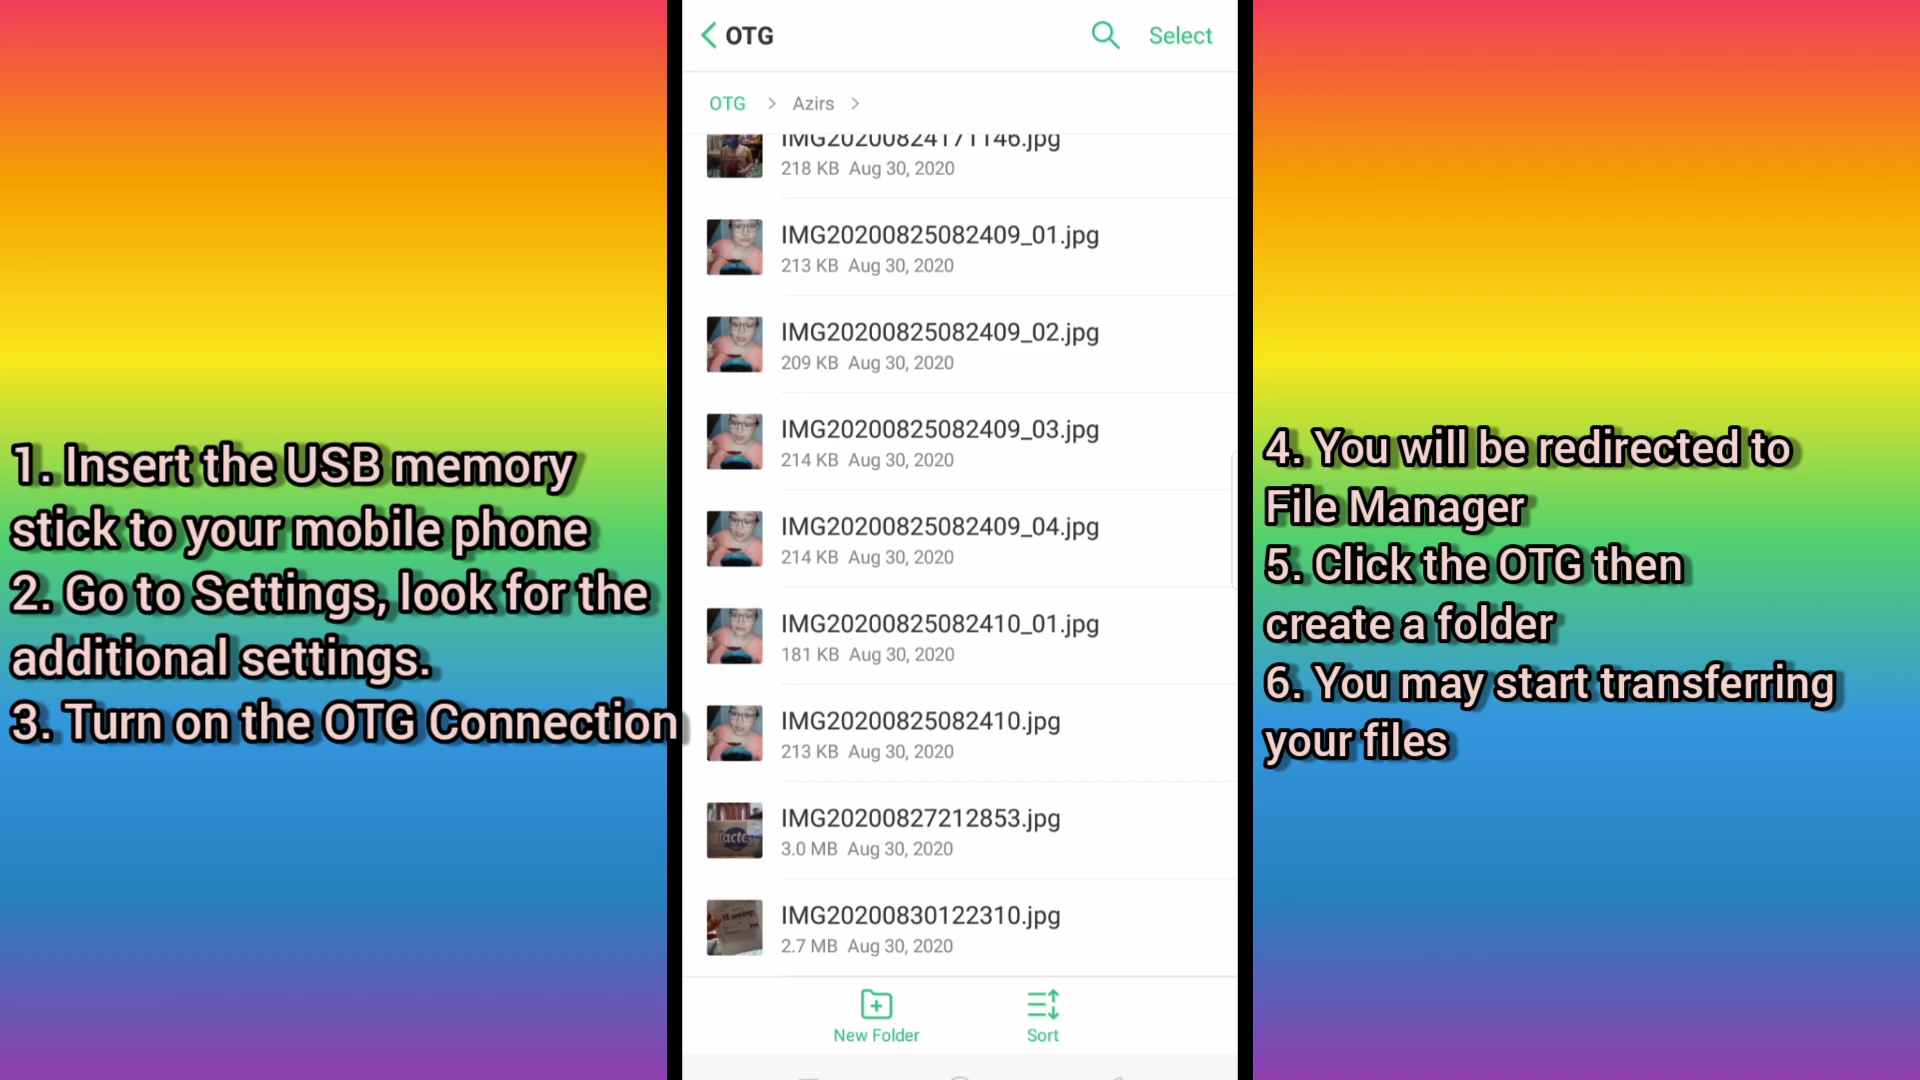 1. Insert the USB memory
stick to your mobile phone
2. Go to Settings, look for the
additional settings.
3. Turn on the OTG Connection
OTG
Select
OTG > Azirs >
IMG20200824171146.jpg
218 KB Aug 30, 2020
IMG20200825082409_01.jpg
213 KB Aug 30, 2020
IMG20200825082409_02.jpg
209 KB Aug 30, 2020
IMG20200825082409_03.jpg
214 KB Aug 30, 2020
IMG20200825082409_04.jpg
214 KB Aug 30, 2020
IMG20200825082410_01.jpg
181 KB Aug 30, 2020
IMG20200825082410.jpg
213 KB Aug 30, 2020
IMG20200827212853.jpg
3.0 MB Aug 30, 2020
IMG20200830122310.jpg
2.7 MB Aug 30, 2020
New Folder
Sort
4. You will be redirected to
File Manager
5. Click the OTG then
create a folder
6. You may start transferring
your files